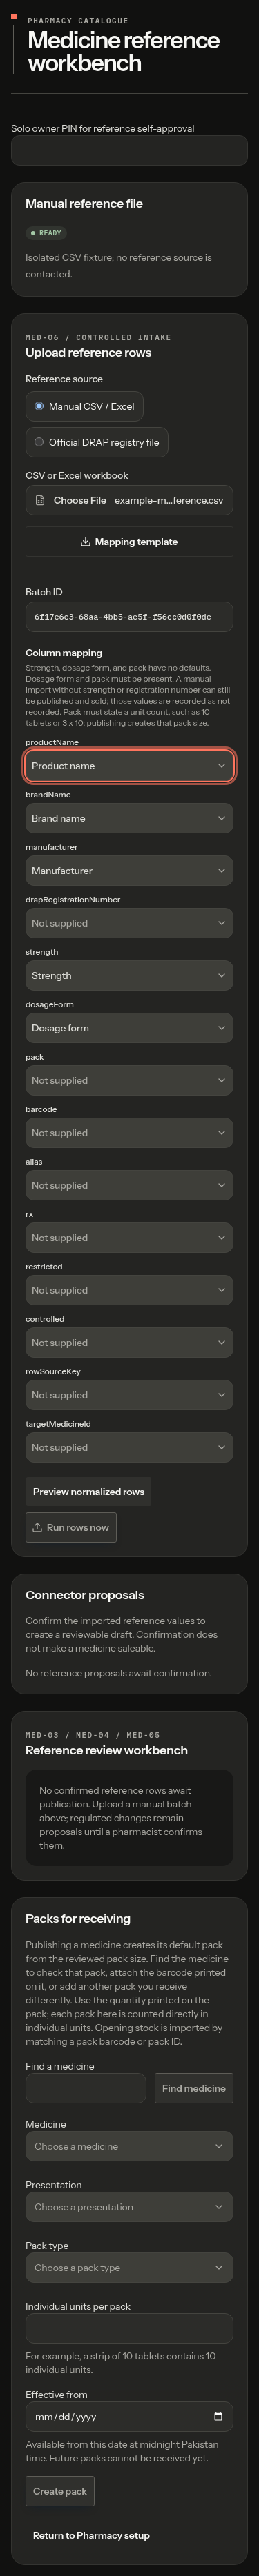 PHARMACY CATALOGUE
Medicine reference
workbench
Solo owner PIN for reference self-approval
Manual reference file
READY
Isolated CSV fixture; no reference source is
contacted.
MED-06 / CONTROLLED INTAKE
Upload reference rows
Reference source
Manual CSV / Excel
Official DRAP registry file
CSV or Excel workbook
Choose File example-m...ference.csv
Mapping template
Batch ID
6f17e6e3-68aa-4bb5-ae5f-f56cc0d0f0de
Column mapping
Strength, dosage form, and pack have no defaults.
Dosage form and pack must be present. A manual
import without strength or registration number can still
be published and sold; those values are recorded as not
recorded. Pack must state a unit count, such as 10
tablets or 3 x 10; publishing creates that pack size.
productName
Product name
brandName
Brand name
manufacturer
Manufacturer
drapRegistrationNumber
Not supplied
strength
Strength
dosageForm
Dosage form
pack
Not supplied
barcode
Not supplied
alias
Not supplied
rx
Not supplied
restricted
Not supplied
controlled
Not supplied
rowSourceKey
Not supplied
targetMedicineId
Not supplied
Preview normalized rows
Run rows now
Connector proposals
Confirm the imported reference values to
create a reviewable draft. Confirmation does
not make a medicine saleable.
No reference proposals await confirmation.
MED-03 / MED-04 / MED-05
Reference review workbench
No confirmed reference rows await
publication. Upload a manual batch
above; regulated changes remain
proposals until a pharmacist confirms
them.
Packs for receiving
Publishing a medicine creates its default pack
from the reviewed pack size. Find the medicine
to check that pack, attach the barcode printed
on it, or add another pack you receive
differently. Use the quantity printed on the
pack; each pack here is counted directly in
individual units. Opening stock is imported by
matching a pack barcode or pack ID.
Find a medicine
Find medicine
Medicine
Choose a medicine
Presentation
Choose a presentation
Pack type
Choose a pack type
Individual units per pack
For example, a strip of 10 tablets contains 10
individual units.
Effective from
mm/dd/yyyy
Available from this date at midnight Pakistan
time. Future packs cannot be received yet.
Create pack
Return to Pharmacy setup